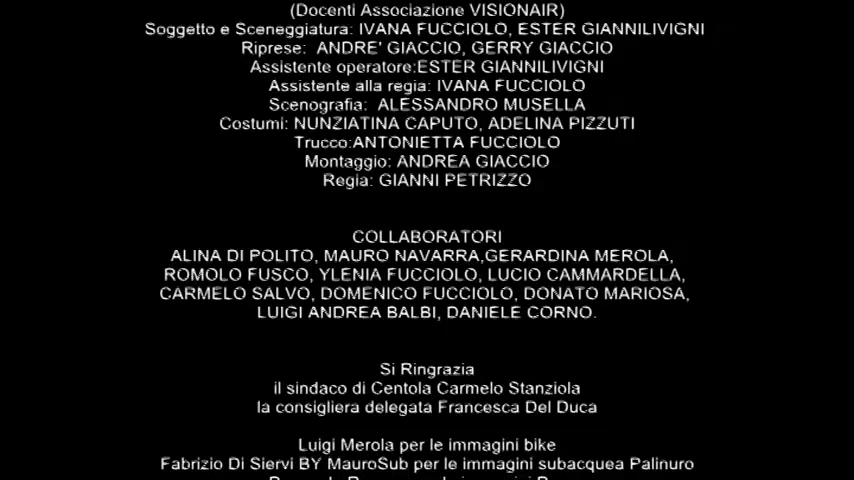 (Docenti Associazione VISIONAIR)
Soggetto e Sceneggiatura: IVANA FUCCIOLO, ESTER GIANNILIVIGNI
Riprese: ANDRE' GIACCIO, GERRY GIACCIO
Assistente operatore:ESTER GIANNILIVIGNI
Assistente alla regia: IVANA FUCCIOLO
Scenografia: ALESSANDRO MUSELLA
Costumi: NUNZIATINA CAPUTO, ADELINA PIZZUTI
Trucco:ANTONIETTA FUCCIOLO
Montaggio: ANDREA GIACCIO
Regia: GIANNI PETRIZZO
COLLABORATORI
ALINA DI POLITO, MAURO NAVARRA,GERARDINA MEROLA,
ROMOLO FUSCO, YLENIA FUCCIOLO, LUCIO CAMMARDELLA,
CARMELO SALVO, DOMENICO FUCCIOLO, DONATO MARIOSA,
LUIGI ANDREA BALBI, DANIELE CORNO.
Si Ringrazia
il sindaco di Centola Carmelo Stanziola
la consigliera delegata Francesca Del Duca
Luigi Merola per le immagini bike
Fabrizio Di Siervi BY MauroSub per le immagini subacquea Palinuro